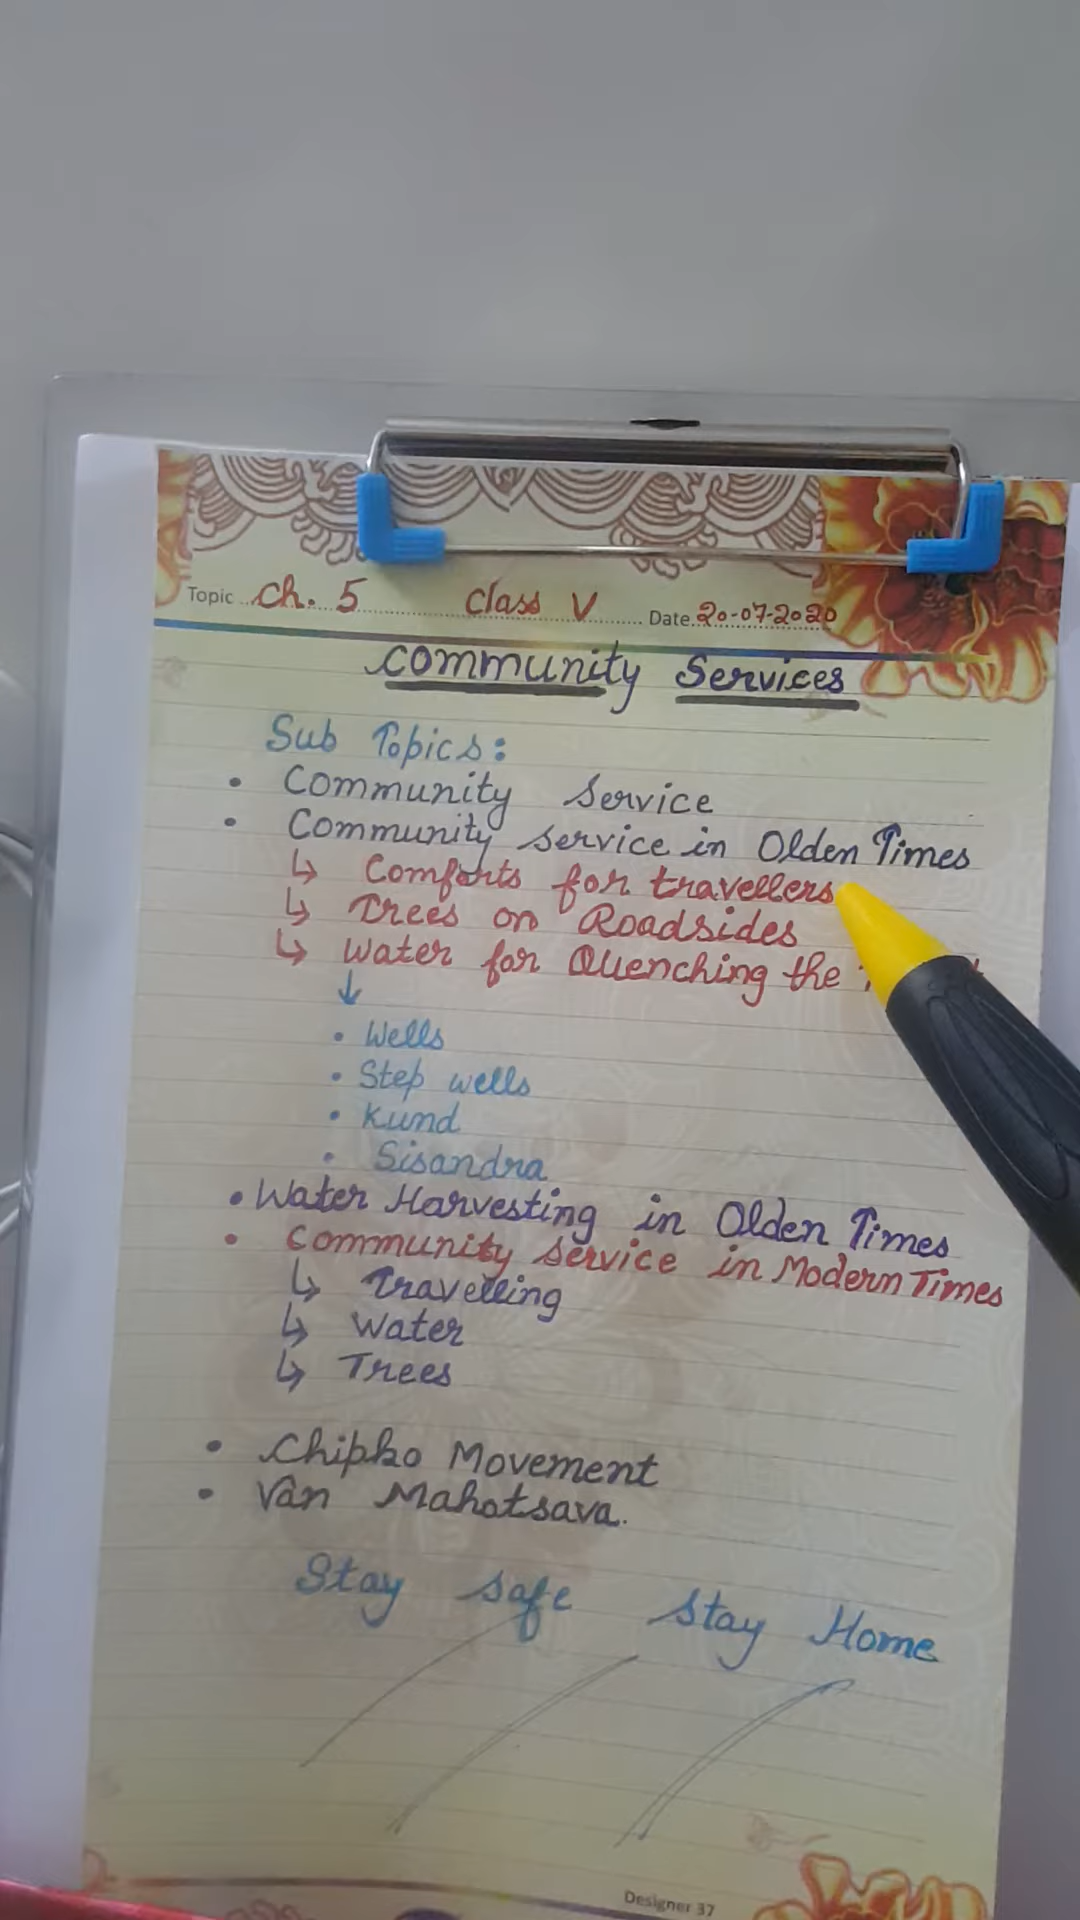 Topic Ch. 5 Class V Date 20-07-2020
Community Services
Sub Topics:
• Community Service
• Community Service in Olden Times
↳ Comforts for travellers
↳ Trees on Roadsides
↳ Water for Quenching the
↓
• Wells
• Step wells
• Kund
• Sisandra
• Water Harvesting in Olden Times
• Community Service in Modern Times
↳ Travelling
↳ Water
↳ Trees
• Chipko Movement
• Van Mahotsava.
Stay Safe Stay Home
Designer 37